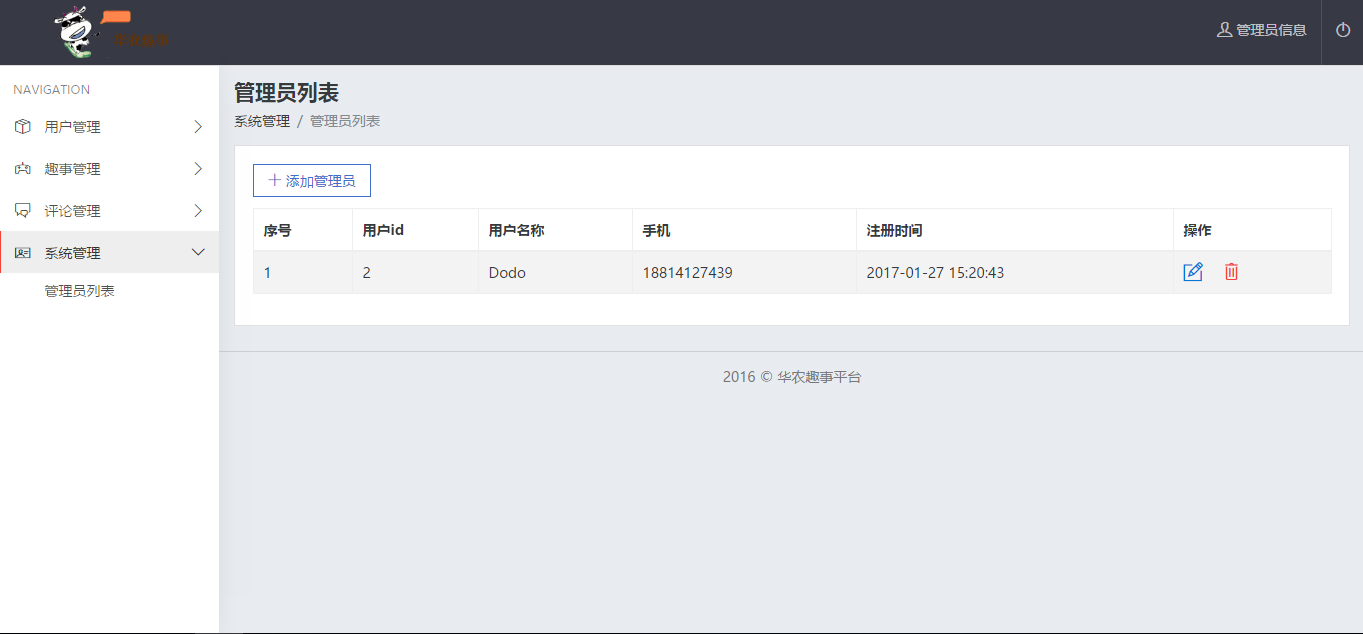 管理员信息
NAVIGATION
用户管理
趣事管理
评论管理
系统管理
管理员列表
管理员列表
系统管理 / 管理员列表
添加管理员
序号 用户id 用户名称 手机 注册时间 操作
1 2 Dodo 18814127439 2017-01-27 15:20:43
2016 © 华农趣事平台